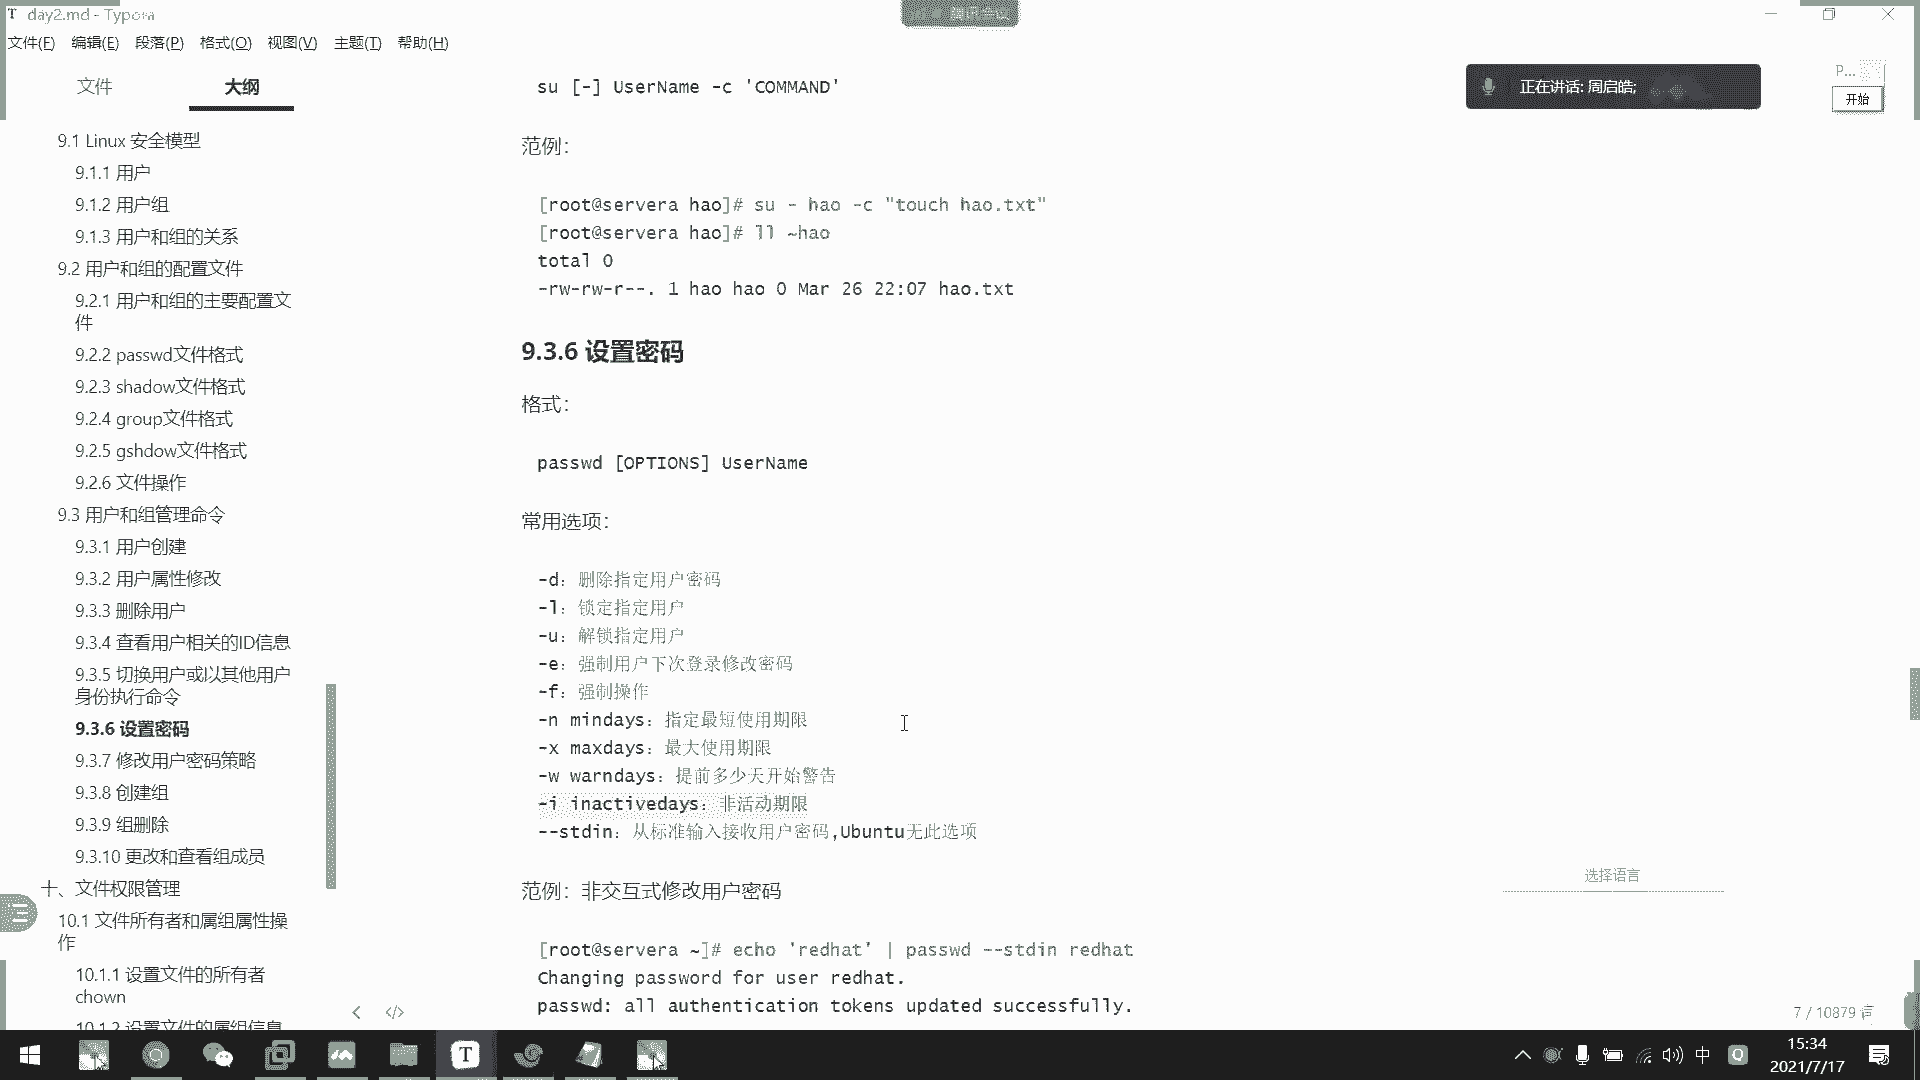 day2.md - Typora
文件(F) 编辑(E) 段落(P) 格式(O) 视图(V) 主题(T) 帮助(H)
文件
大纲
9.1 Linux 安全模型
9.1.1 用户
9.1.2 用户组
9.1.3 用户和组的关系
9.2 用户和组的配置文件
9.2.1 用户和组的主要配置文
件
9.2.2 passwd文件格式
9.2.3 shadow文件格式
9.2.4 group文件格式
9.2.5 gshdow文件格式
9.2.6 文件操作
9.3 用户和组管理命令
9.3.1 用户创建
9.3.2 用户属性修改
9.3.3 删除用户
9.3.4 查看用户相关的ID信息
9.3.5 切换用户或以其他用户
身份执行命令
9.3.6 设置密码
9.3.7 修改用户密码策略
9.3.8 创建组
9.3.9 组删除
9.3.10 更改和查看组成员
十、文件权限管理
10.1 文件所有者和属组属性操
作
10.1.1 设置文件的所有者
chown
10.1.2 设置文件的属组信息
su [-] UserName -c 'COMMAND'
范例：
[root@servera hao]# su - hao -c "touch hao.txt"
[root@servera hao]# ll ~hao
total 0
-rw-rw-r--. 1 hao hao 0 Mar 26 22:07 hao.txt
9.3.6 设置密码
格式：
passwd [OPTIONS] UserName
常用选项：
-d：删除指定用户密码
-l：锁定指定用户
-u：解锁指定用户
-e：强制用户下次登录修改密码
-f：强制操作
-n mindays：指定最短使用期限
-x maxdays：最大使用期限
-w warndays：提前多少天开始警告
-i inactivedays：非活动期限
--stdin：从标准输入接收用户密码,Ubuntu无此选项
范例：非交互式修改用户密码
[root@servera ~]# echo 'redhat' | passwd --stdin redhat
Changing password for user redhat.
passwd: all authentication tokens updated successfully.
正在讲话: 周启皓;
P...
开始
选择语言
7 / 10879 词
中
15:34
2021/7/17